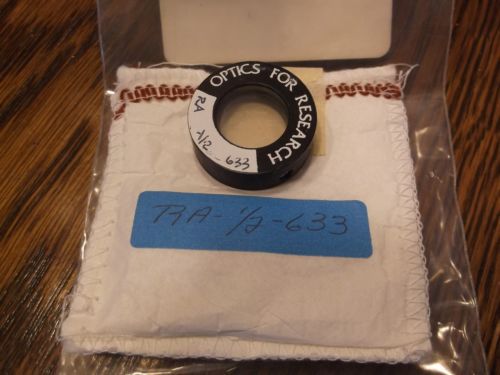 OPTICS FOR RESEARCH
RA λ/2 633
RA-1/2-633